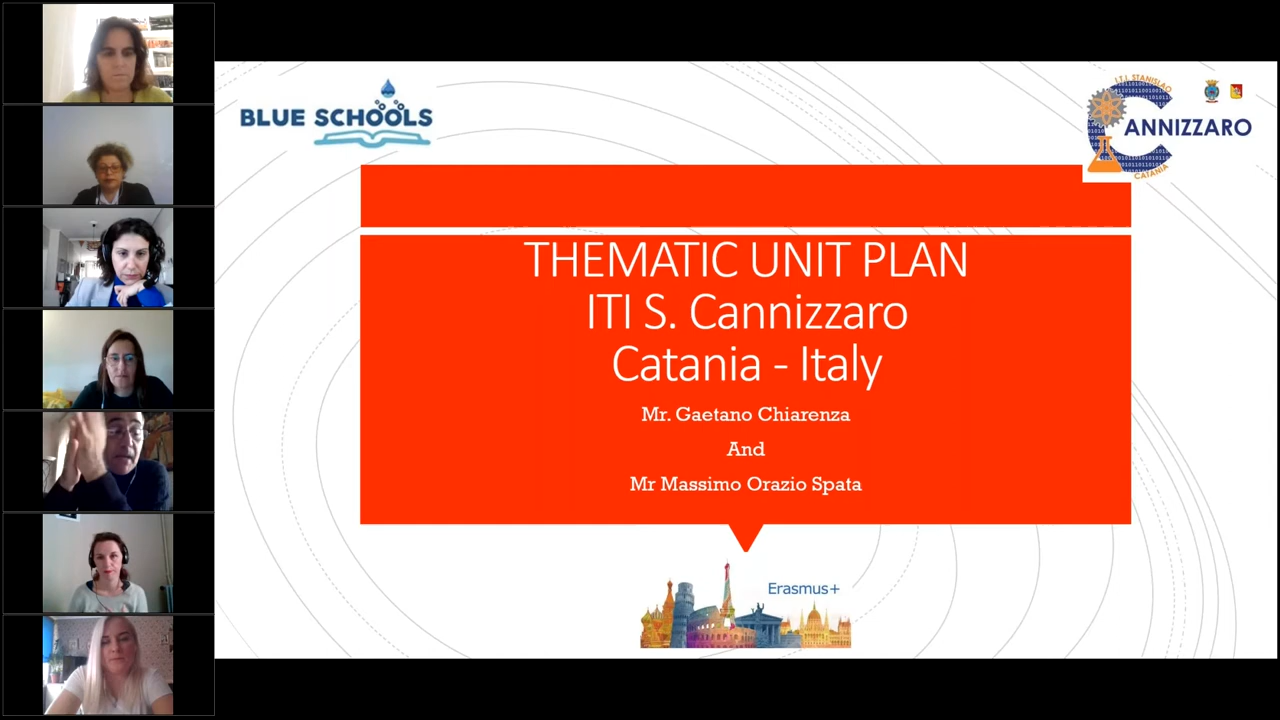 BLUE SCHOOLS
I.T.I. STANISLAO
CANNIZZARO
CATANIA
THEMATIC UNIT PLAN
ITI S. Cannizzaro
Catania - Italy
Mr. Gaetano Chiarenza
And
Mr Massimo Orazio Spata
Erasmus+